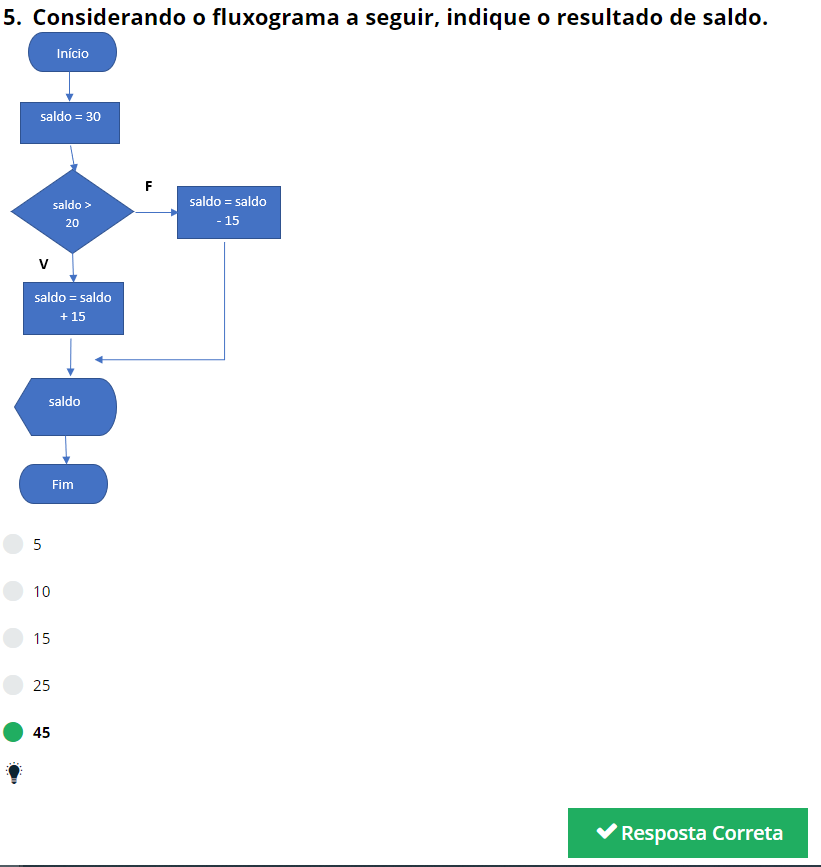 5. Considerando o fluxograma a seguir, indique o resultado de saldo.
Início
saldo = 30
saldo >
20
F
saldo = saldo
- 15
V
saldo = saldo
+ 15
saldo
Fim
5
10
15
25
45
Resposta Correta